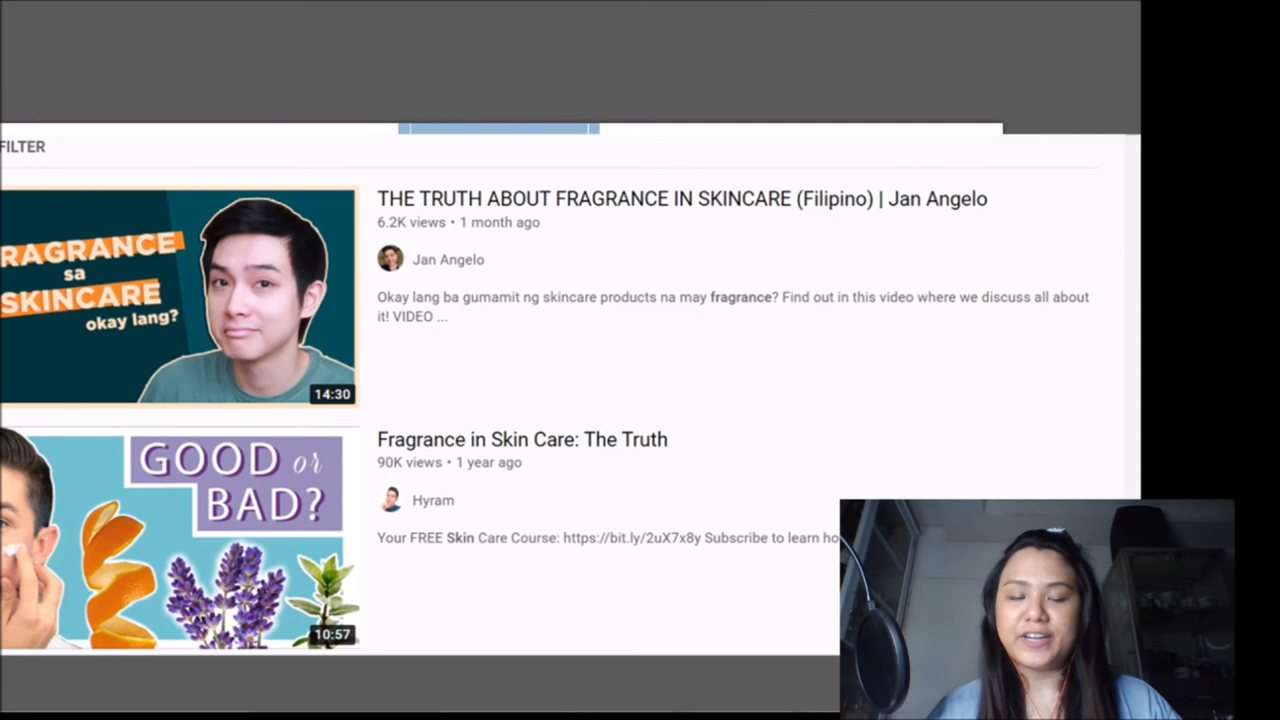 FILTER
RAGRANCE
sa
SKINCARE
okay lang?
14:30
THE TRUTH ABOUT FRAGRANCE IN SKINCARE (Filipino) | Jan Angelo
6.2K views • 1 month ago
Jan Angelo
Okay lang ba gumamit ng skincare products na may fragrance? Find out in this video where we discuss all about
it! VIDEO ...
GOOD or
BAD?
10:57
Fragrance in Skin Care: The Truth
90K views • 1 year ago
Hyram
Your FREE Skin Care Course: https://bit.ly/2uX7x8y Subscribe to learn ho